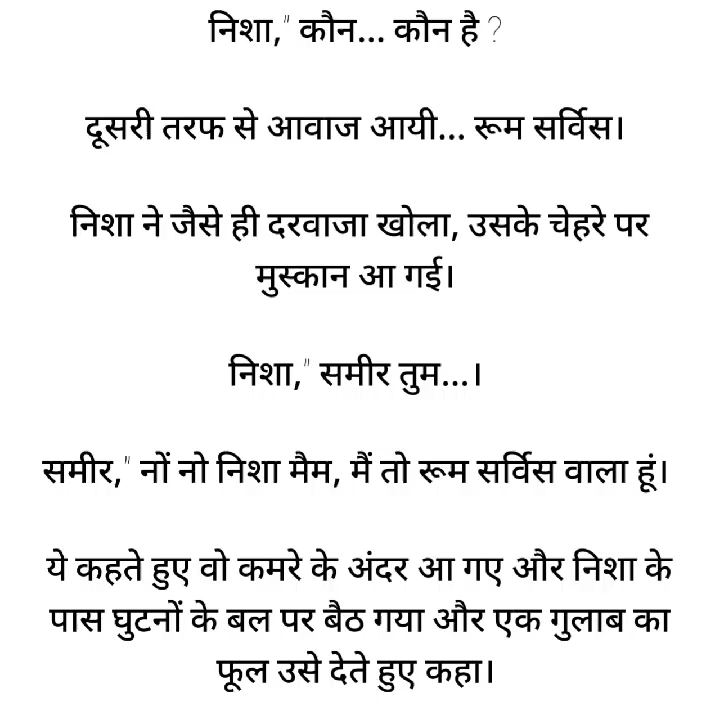 निशा," कौन... कौन है ?
दूसरी तरफ से आवाज आयी... रूम सर्विस।
निशा ने जैसे ही दरवाजा खोला, उसके चेहरे पर
मुस्कान आ गई।
निशा," समीर तुम...।
समीर," नों नो निशा मैम, मैं तो रूम सर्विस वाला हूं।
ये कहते हुए वो कमरे के अंदर आ गए और निशा के
पास घुटनों के बल पर बैठ गया और एक गुलाब का
फूल उसे देते हुए कहा।